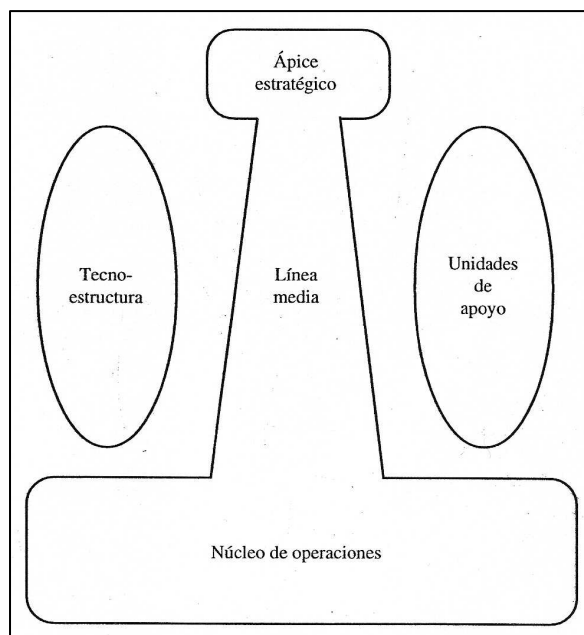 Ápice
estratégico
Tecno-
estructura
Línea
media
Unidades
de
apoyo
Núcleo de operaciones